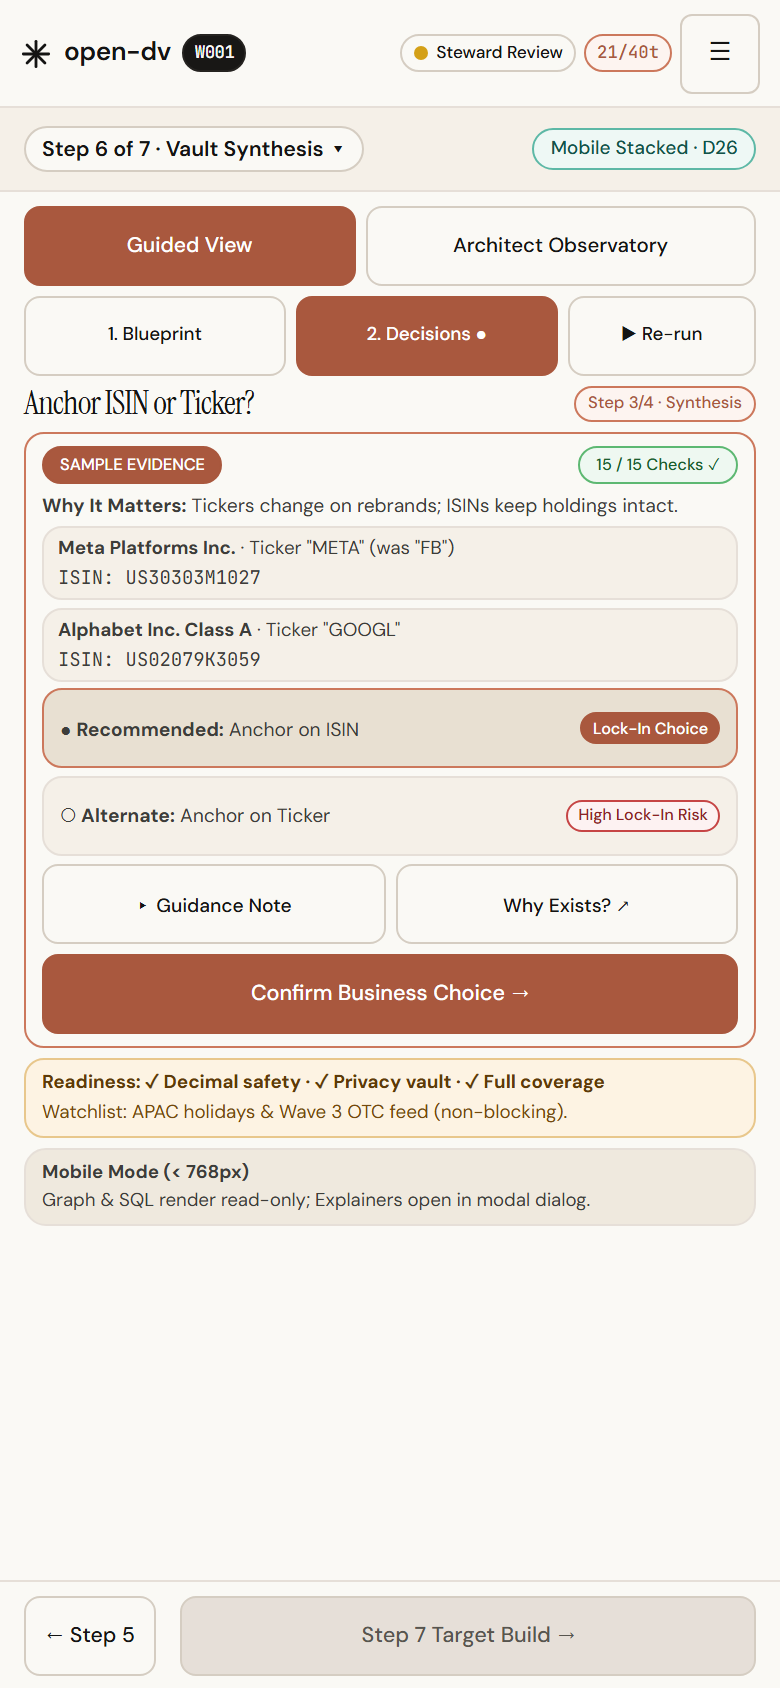 open-dv W001 Steward Review 21/40t ☰
Step 6 of 7 · Vault Synthesis ▾ Mobile Stacked · D26
Guided View Architect Observatory
1. Blueprint 2. Decisions ● ▶ Re-run
Anchor ISIN or Ticker? Step 3/4 · Synthesis
SAMPLE EVIDENCE 15 / 15 Checks ✓
Why It Matters: Tickers change on rebrands; ISINs keep holdings intact.
Meta Platforms Inc. · Ticker "META" (was "FB")
ISIN: US30303M1027
Alphabet Inc. Class A · Ticker "GOOGL"
ISIN: US02079K3059
● Recommended: Anchor on ISIN Lock-In Choice
○ Alternate: Anchor on Ticker High Lock-In Risk
▸ Guidance Note Why Exists? ↗
Confirm Business Choice →
Readiness: ✓ Decimal safety · ✓ Privacy vault · ✓ Full coverage
Watchlist: APAC holidays & Wave 3 OTC feed (non-blocking).
Mobile Mode (< 768px)
Graph & SQL render read-only; Explainers open in modal dialog.
← Step 5 Step 7 Target Build →